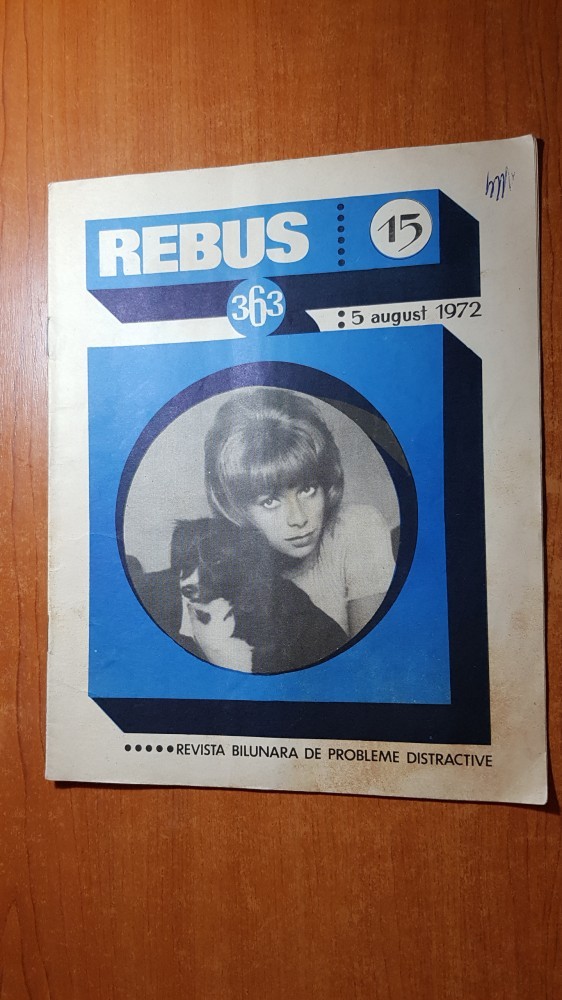 REBUS
15
363
5 august 1972
REVISTA BILUNARA DE PROBLEME DISTRACTIVE